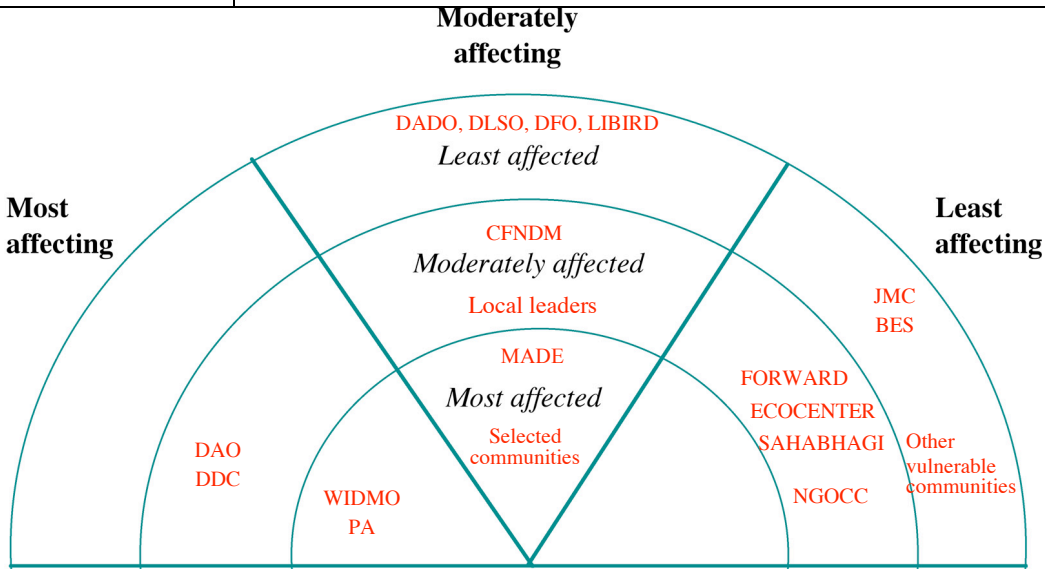 Moderately
affecting
DADO, DLSO, DFO, LIBIRD
Least affected
Most
affecting
Least
affecting
CFNDM
Moderately affected
Local leaders
JMC
BES
MADE
Most affected
Selected
communities
FORWARD
ECOCENTER
SAHABHAGI
NGOCC
Other
vulnerable
communities
DAO
DDC
WIDMO
PA